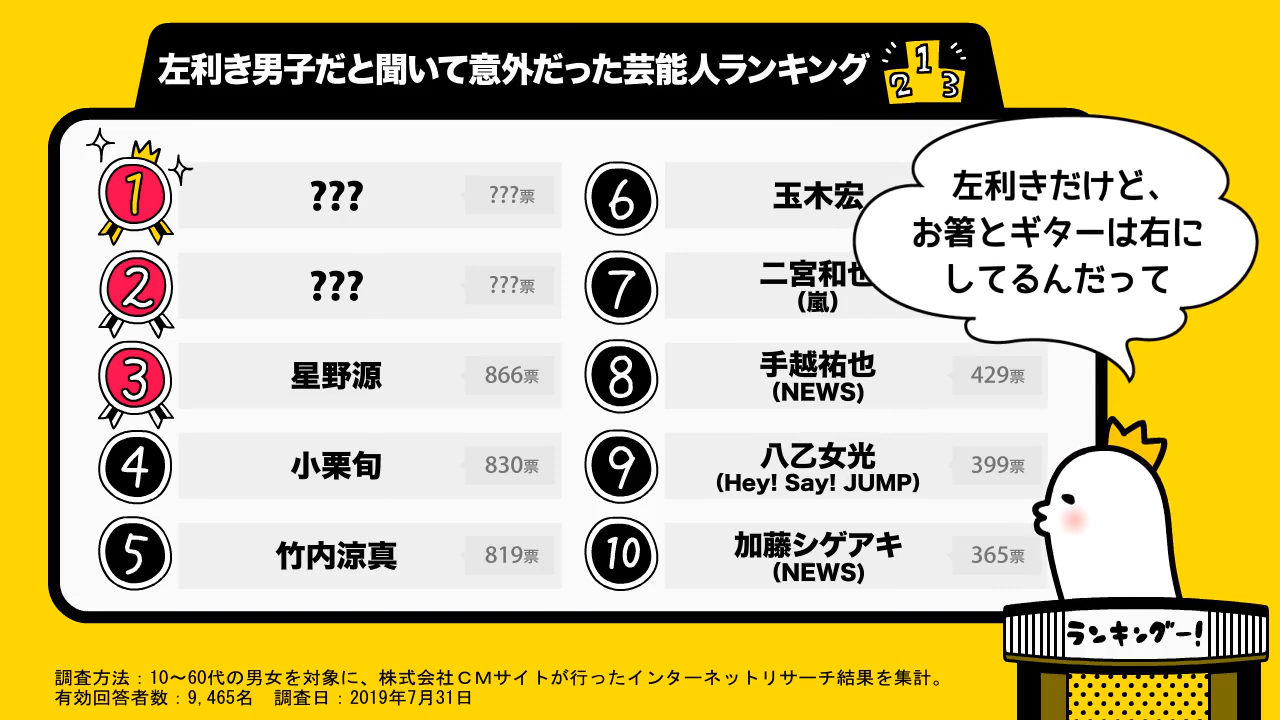 左利き男子だと聞いて意外だった芸能人ランキング
1
2
3
1
???
???票
2
???
???票
3
星野源
866票
4
小栗旬
830票
5
竹内涼真
819票
6
玉木宏
7
二宮和也
(嵐)
8
手越祐也
(NEWS)
429票
9
八乙女光
(Hey! Say! JUMP)
399票
10
加藤シゲアキ
(NEWS)
365票
左利きだけど、
お箸とギターは右に
してるんだって
ランキングー!
調査方法：10〜60代の男女を対象に、株式会社ＣＭサイトが行ったインターネットリサーチ結果を集計。
有効回答者数：9,465名　調査日：2019年7月31日